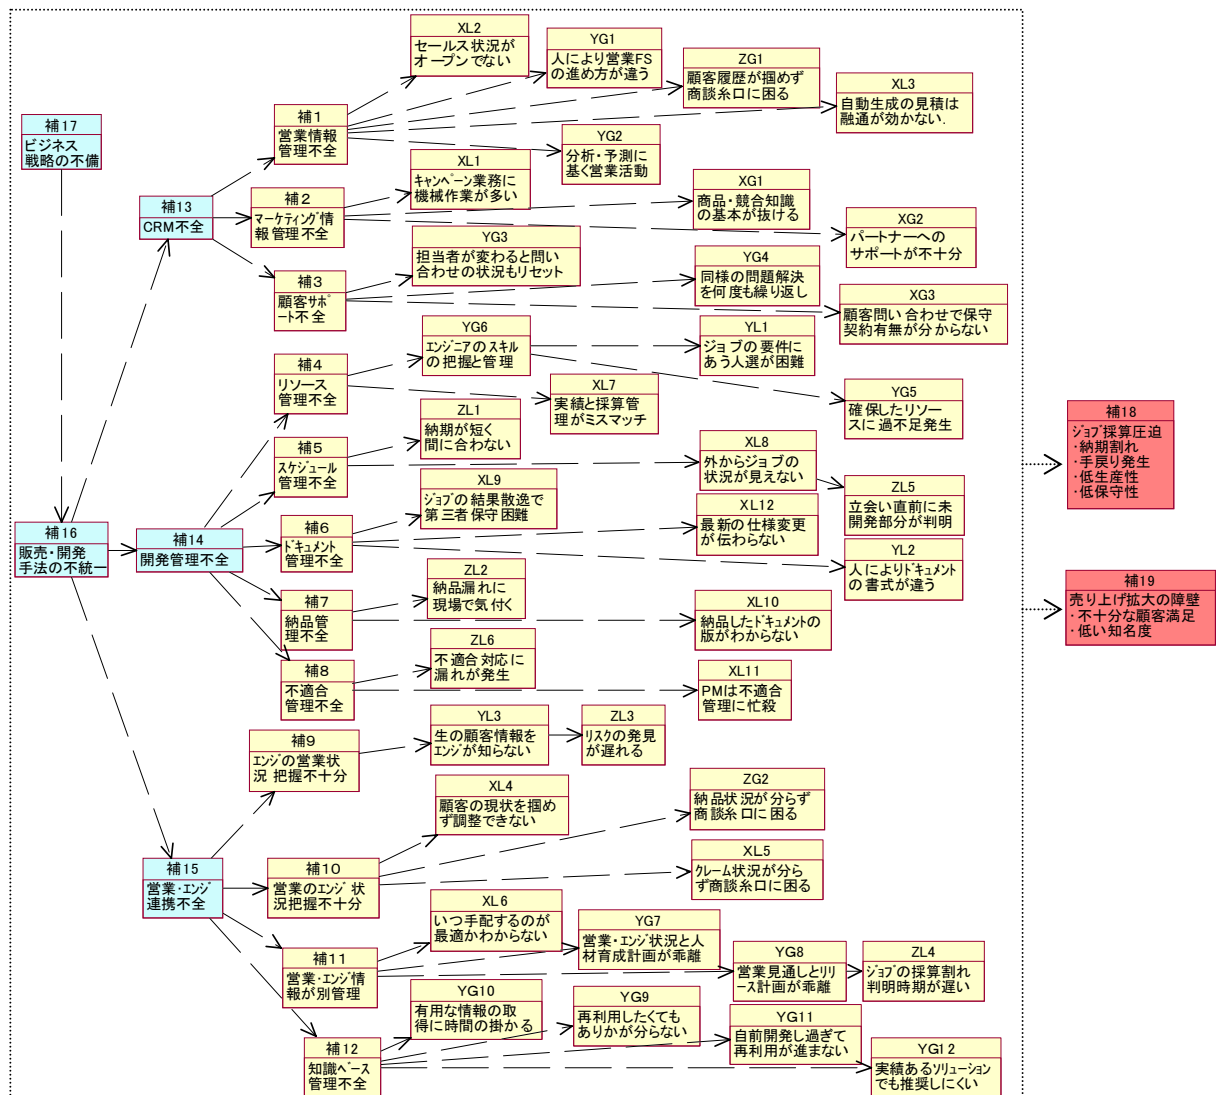 XL2
セールス状況が
オープンでない
YG1
人により営業FS
の進め方が違う
ZG1
顧客履歴が掴めず
商談糸口に困る
XL3
自動生成の見積は
融通が効かない.
補17
ビジネス
戦略の不備
補1
営業情報
管理不全
YG2
分析・予測に
基く営業活動
XL1
キャンペーン業務に
機械作業が多い
補13
CRM不全
補2
マーケティング情
報管理不全
XG1
商品・競合知識
の基本が抜ける
XG2
パートナーへの
サポートが不十分
YG3
担当者が変わると問い
合わせの状況もリセット
補3
顧客サポ
ート不全
YG4
同様の問題解決
を何度も繰り返し
XG3
顧客問い合わせで保守
契約有無が分からない
YG6
エンジニアのスキル
の把握と管理
YL1
ジョブの要件に
あう人選が困難
補4
リソース
管理不全
XL7
実績と採算管
理がミスマッチ
YG5
確保したリソー
スに過不足発生
ZL1
納期が短く
間に合わない
補5
スケジュール
管理不全
XL8
外からジョブの
状況が見えない
ZL5
立会い直前に未
開発部分が判明
XL9
ジョブの結果散逸で
第三者保守困難
XL12
最新の仕様変更
が伝わらない
補16
販売・開発
手法の不統一
補14
開発管理不全
補6
ドキュメント
管理不全
YL2
人によりドキュメント
の書式が違う
ZL2
納品漏れに
現場で気付く
補7
納品管
理不全
XL10
納品したドキュメントの
版がわからない
ZL6
不適合対応に
漏れが発生
補8
不適合
管理不全
XL11
PMは不適合
管理に忙殺
補18
ジョブ採算圧迫
・納期割れ
・手戻り発生
・低生産性
・低保守性
補19
売り上げ拡大の障壁
・不十分な顧客満足
・低い知名度
YL3
生の顧客情報を
エンジが知らない
ZL3
リスクの発見
が遅れる
補9
エンジの営業状
況 把握不十分
XL4
顧客の現状を掴め
ず調整できない
ZG2
納品状況が分らず
商談糸口に困る
補15
営業・エンジ
連携不全
補10
営業のエンジ状
況把握不十分
XL5
クレーム状況が分ら
ず商談糸口に困る
XL6
いつ手配するのが
最適かわからない
YG7
営業・エンジ状況と人
材育成計画が乖離
補11
営業・エンジ情
報が別管理
YG8
営業見通しとリリ
ース計画が乖離
ZL4
ジョブの採算割れ
判明時期が遅い
YG10
有用な情報の取
得に時間の掛かる
YG9
再利用したくても
ありかが分らない
YG11
自前開発し過ぎて
再利用が進まない
補12
知識ベース
管理不全
YG12
実績あるソリューション
でも推奨しにくい